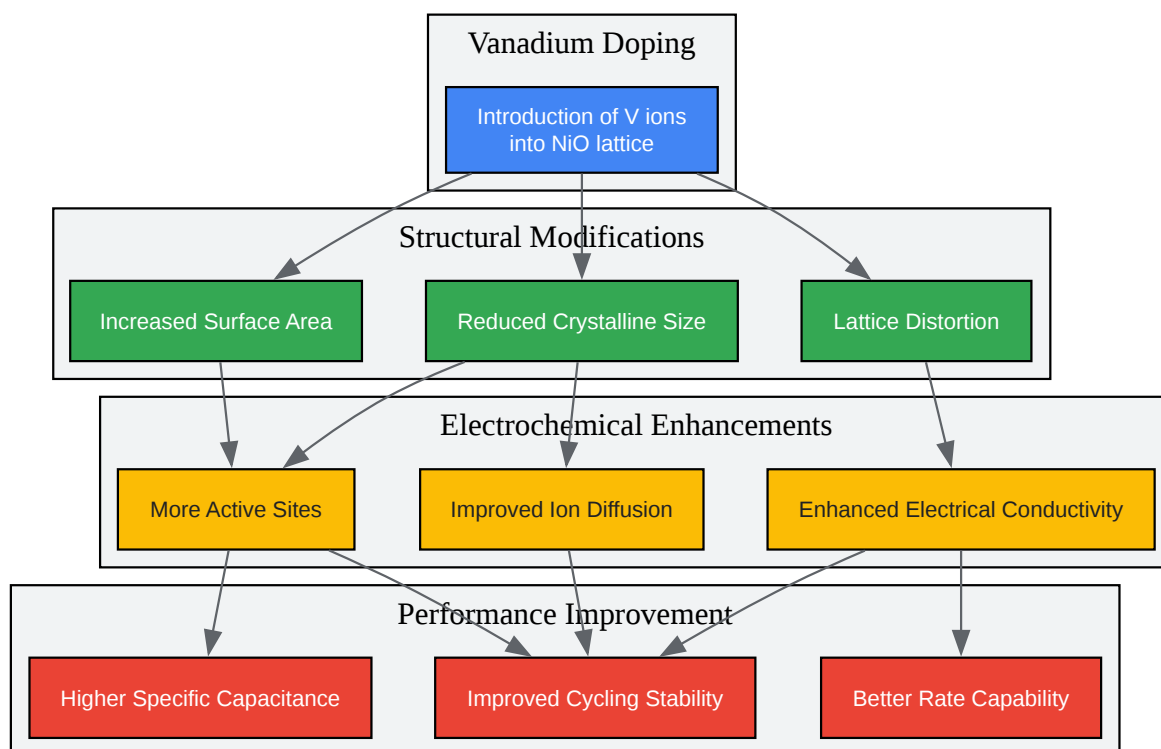 Vanadium Doping
Introduction of V ions
into NiO lattice
Structural Modifications
Increased Surface Area
Reduced Crystalline Size
Lattice Distortion
Electrochemical Enhancements
More Active Sites
Improved Ion Diffusion
Enhanced Electrical Conductivity
Performance Improvement
Higher Specific Capacitance
Improved Cycling Stability
Better Rate Capability